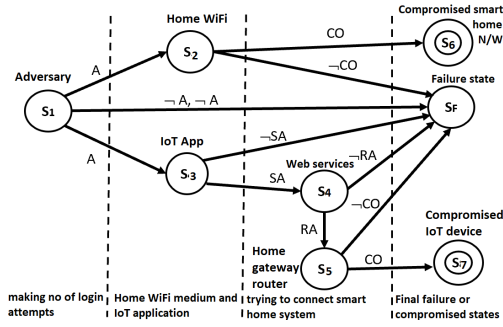 Home WiFi
Compromised smart
home
N/W
CO
S6
S2
¬CO
A
Adversary
Failure state
S1
¬ A, ¬ A
SF
IoT App
¬SA
A
S.3
SA
Web services
¬RA
S4
¬CO
RA
Compromised
IoT device
Home
gateway
router
S5
CO
S7
making no of login
attempts
Home WiFi medium and
IoT application
trying to connect smart
home system
Final failure or
compromised states